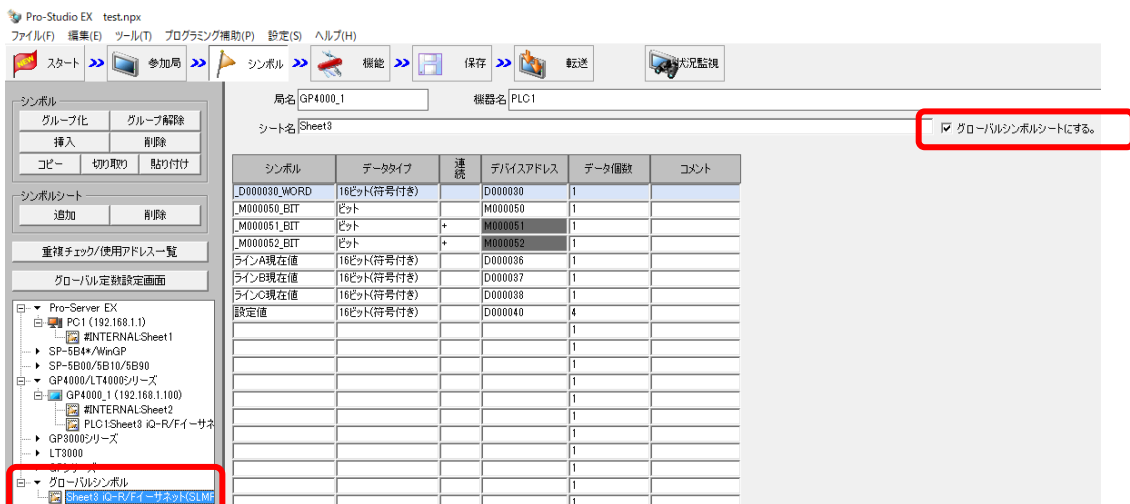 Pro-Studio EX test.npx
ファイル(F) 編集(E) ツール(T) プログラミング補助(P) 設定(S) ヘルプ(H)
スタート 参加局 シンボル 機能 保存 転送 状況監視
シンボル
グループ化 グループ解除
挿入 削除
コピー 切り取り 貼り付け
シンボルシート
追加 削除
重複チェック/使用アドレス一覧
グローバル定数設定画面
Pro-Server EX
PC1 (192.168.1.1)
#INTERNAL:Sheet1
SP-5B4*/WinGP
SP-5B00/5B10/5B90
GP4000/LT4000シリーズ
GP4000_1 (192.168.1.100)
#INTERNAL:Sheet2
PLC1:Sheet3 iQ-R/Fイーサネ
GP3000シリーズ
LT3000
グローバルシンボル
Sheet3 iQ-R/Fイーサネット(SLMP
局名 GP4000_1 機器名 PLC1
シート名 Sheet3 グローバルシンボルシートにする。
シンボル データタイプ 連続 デバイスアドレス データ個数 コメント
_D000030_WORD 16ビット(符号付き) D000030 1
_M000050_BIT ビット M000050 1
_M000051_BIT ビット + M000051 1
_M000052_BIT ビット + M000052 1
ラインA現在値 16ビット(符号付き) D000036 1
ラインB現在値 16ビット(符号付き) D000037 1
ラインC現在値 16ビット(符号付き) D000038 1
設定値 16ビット(符号付き) D000040 4
1
1
1
1
1
1
1
1
1
1
1